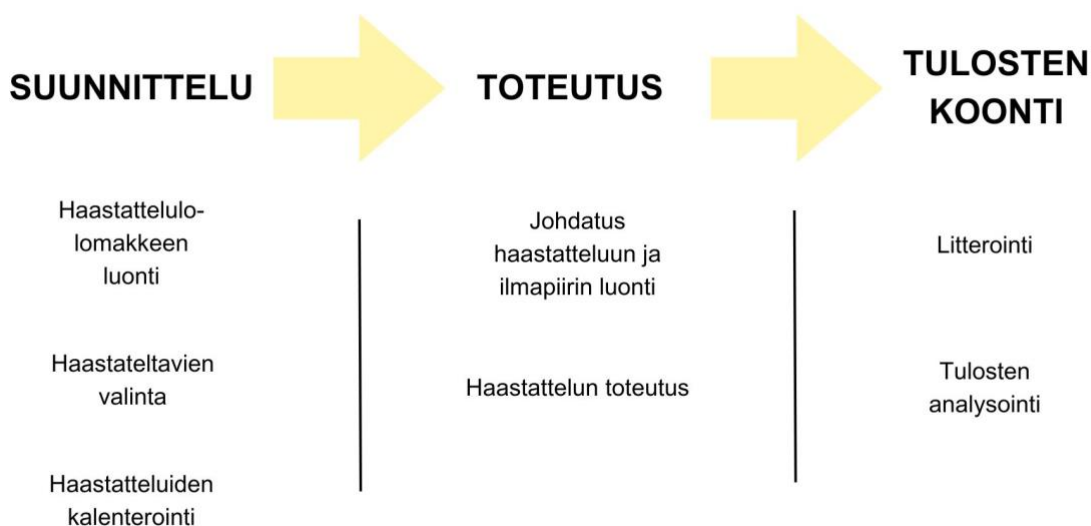 SUUNNITTELU
TOTEUTUS
TULOSTEN
KOONTI
Haastattelulo-
lomakkeen
luonti
Haastateltavien
valinta
Haastatteluiden
kalenterointi
Johdatus
haastatteluun ja
ilmapiirin luonti
Haastattelun toteutus
Litterointi
Tulosten
analysointi